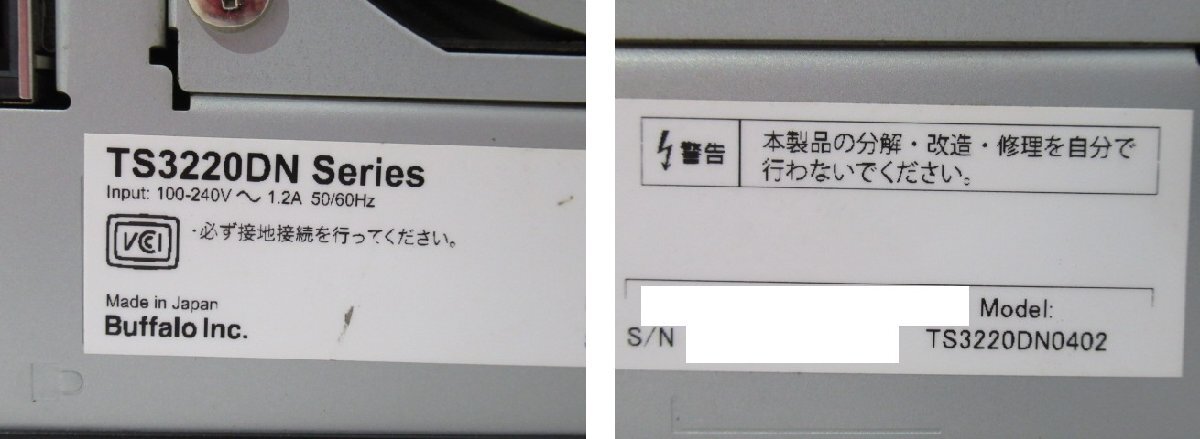 TS3220DN Series
Input: 100-240V ～ 1.2A 50/60Hz
VCCI
・必ず接地接続を行ってください。
Made in Japan
Buffalo Inc.
警告
本製品の分解・改造・修理を自分で
行わないでください。
Model:
S/N
TS3220DN0402